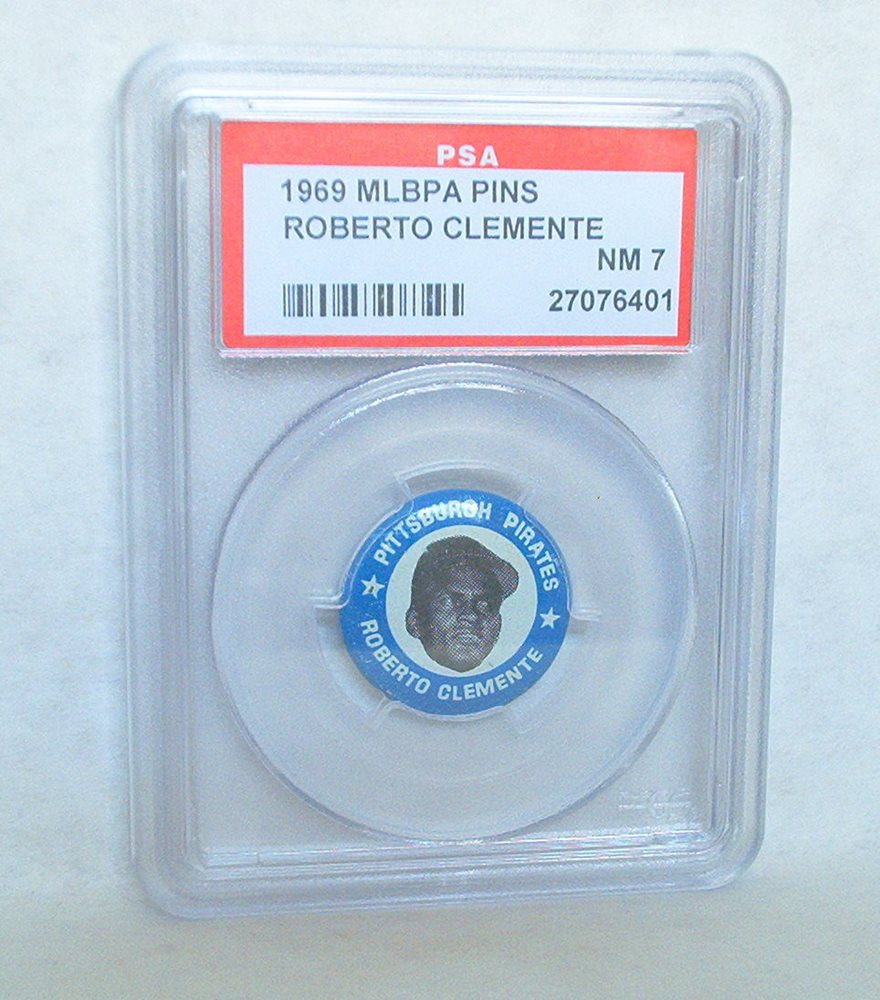 PSA
1969 MLBPA PINS
ROBERTO CLEMENTE
NM 7
27076401
PITTSBURGH PIRATES
ROBERTO CLEMENTE